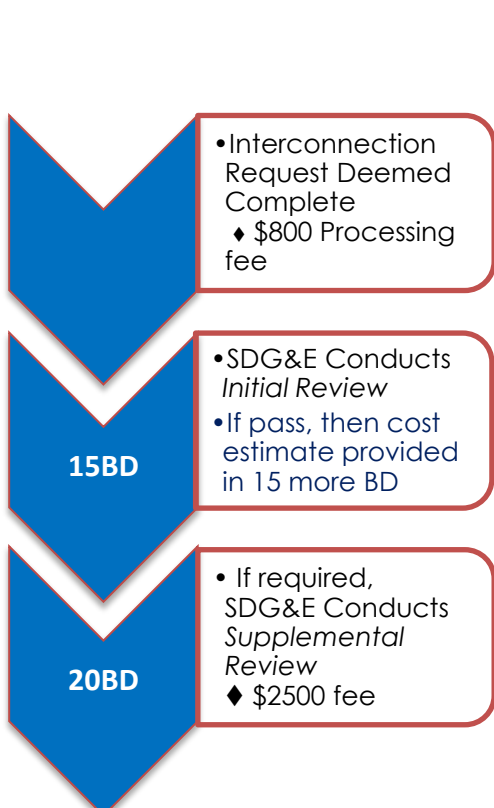 •Interconnection
Request Deemed
Complete
♦ $800 Processing
fee
15BD
•SDG&E Conducts
Initial Review
•If pass, then cost
estimate provided
in 15 more BD
20BD
• If required,
SDG&E Conducts
Supplemental
Review
♦ $2500 fee